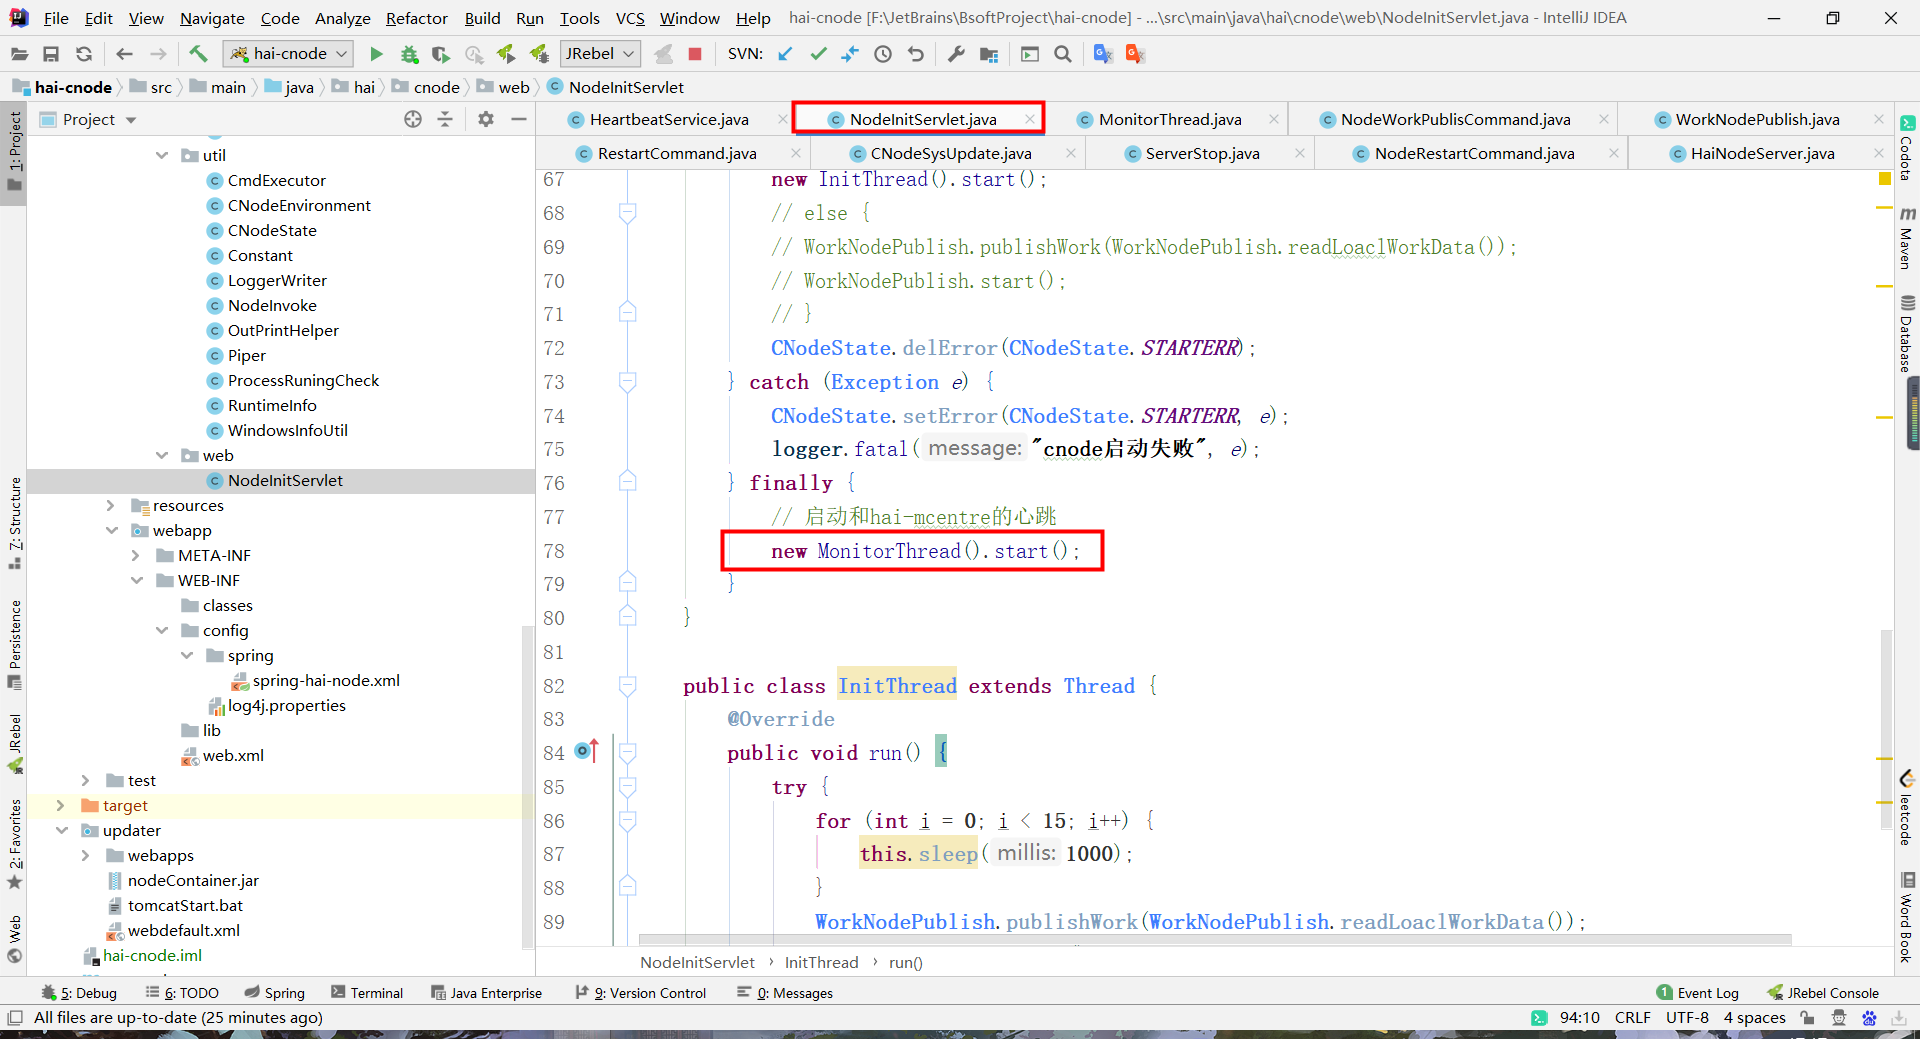 File Edit View Navigate Code Analyze Refactor Build Run Tools VCS Window Help hai-cnode [F:\JetBrains\BsoftProject\hai-cnode] - ...\src\main\java\hai\cnode\web\NodeInitServlet.java - IntelliJ IDEA
hai-cnode JRebel SVN:
hai-cnode src main java hai cnode web NodeInitServlet
Project
HeartbeatService.java NodeInitServlet.java MonitorThread.java NodeWorkPublisCommand.java WorkNodePublish.java
RestartCommand.java CNodeSysUpdate.java ServerStop.java NodeRestartCommand.java HaiNodeServer.java
1: Project
7: Structure
Persistence
JRebel
2: Favorites
Web
util
CmdExecutor
CNodeEnvironment
CNodeState
Constant
LoggerWriter
NodeInvoke
OutPrintHelper
Piper
ProcessRuningCheck
RuntimeInfo
WindowsInfoUtil
web
NodeInitServlet
resources
webapp
META-INF
WEB-INF
classes
config
spring
spring-hai-node.xml
log4j.properties
lib
web.xml
test
target
updater
webapps
nodeContainer.jar
tomcatStart.bat
webdefault.xml
hai-cnode.iml
67 new InitThread().start();
68 // else {
69 // WorkNodePublish.publishWork(WorkNodePublish.readLoaclWorkData());
70 // WorkNodePublish.start();
71 // }
72 CNodeState.delError(CNodeState.STARTERR);
73 } catch (Exception e) {
74 CNodeState.setError(CNodeState.STARTERR, e);
75 logger.fatal( message: "cnode启动失败", e);
76 } finally {
77 // 启动和hai-mcentre的心跳
78 new MonitorThread().start();
79 }
80 }
81
82 public class InitThread extends Thread {
83 @Override
84 public void run() {
85 try {
86 for (int i = 0; i < 15; i++) {
87 this.sleep( millis: 1000);
88 }
89 WorkNodePublish.publishWork(WorkNodePublish.readLoaclWorkData());
NodeInitServlet › InitThread › run()
Codota
Maven
Database
leetcode
Word Book
5: Debug 6: TODO Spring Terminal Java Enterprise 9: Version Control 0: Messages 1 Event Log JRebel Console
All files are up-to-date (25 minutes ago) 94:10 CRLF UTF-8 4 spaces